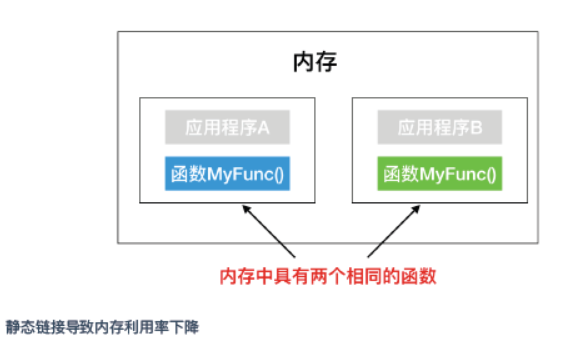 内存
应用程序A
应用程序B
函数MyFunc()
函数MyFunc()
内存中具有两个相同的函数
静态链接导致内存利用率下降